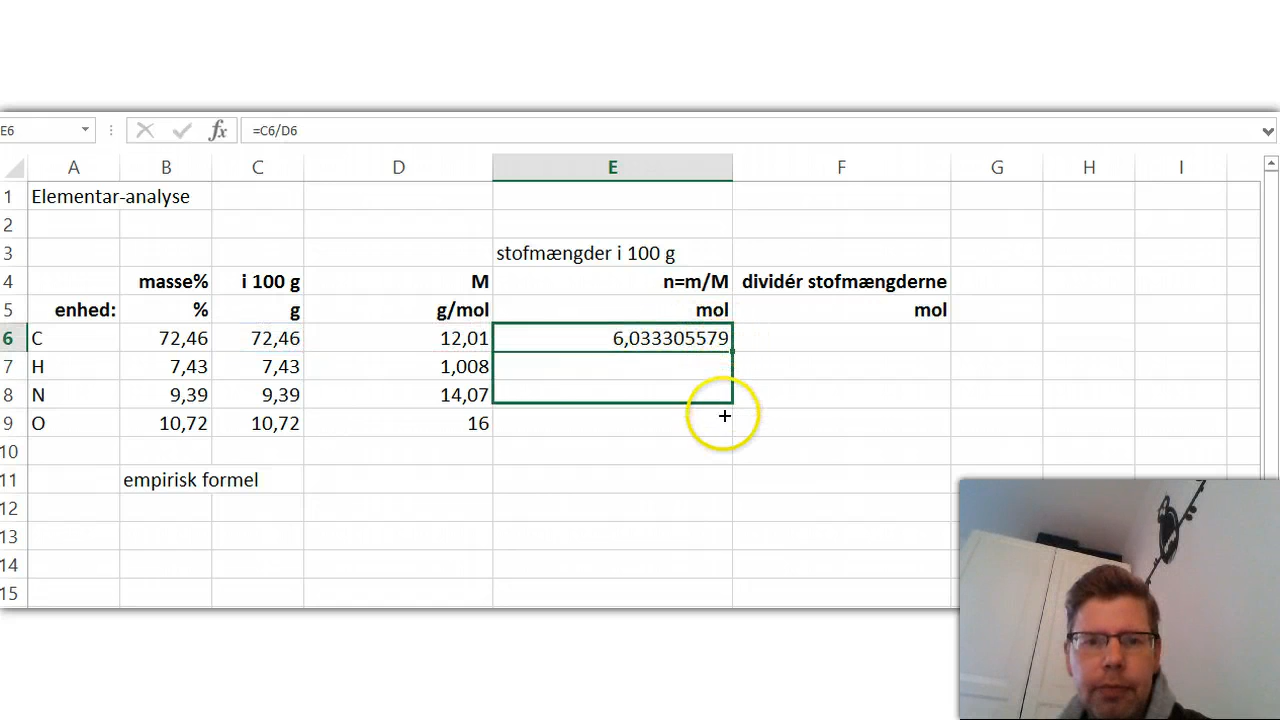 E6 fx =C6/D6
A B C D E F G H I
1 Elementar-analyse
2
3 stofmængder i 100 g
4 masse% i 100 g M n=m/M dividér stofmængderne
5 enhed: % g g/mol mol mol
6 C 72,46 72,46 12,01 6,033305579
7 H 7,43 7,43 1,008
8 N 9,39 9,39 14,07
9 O 10,72 10,72 16
10
11 empirisk formel
12
13
14
15